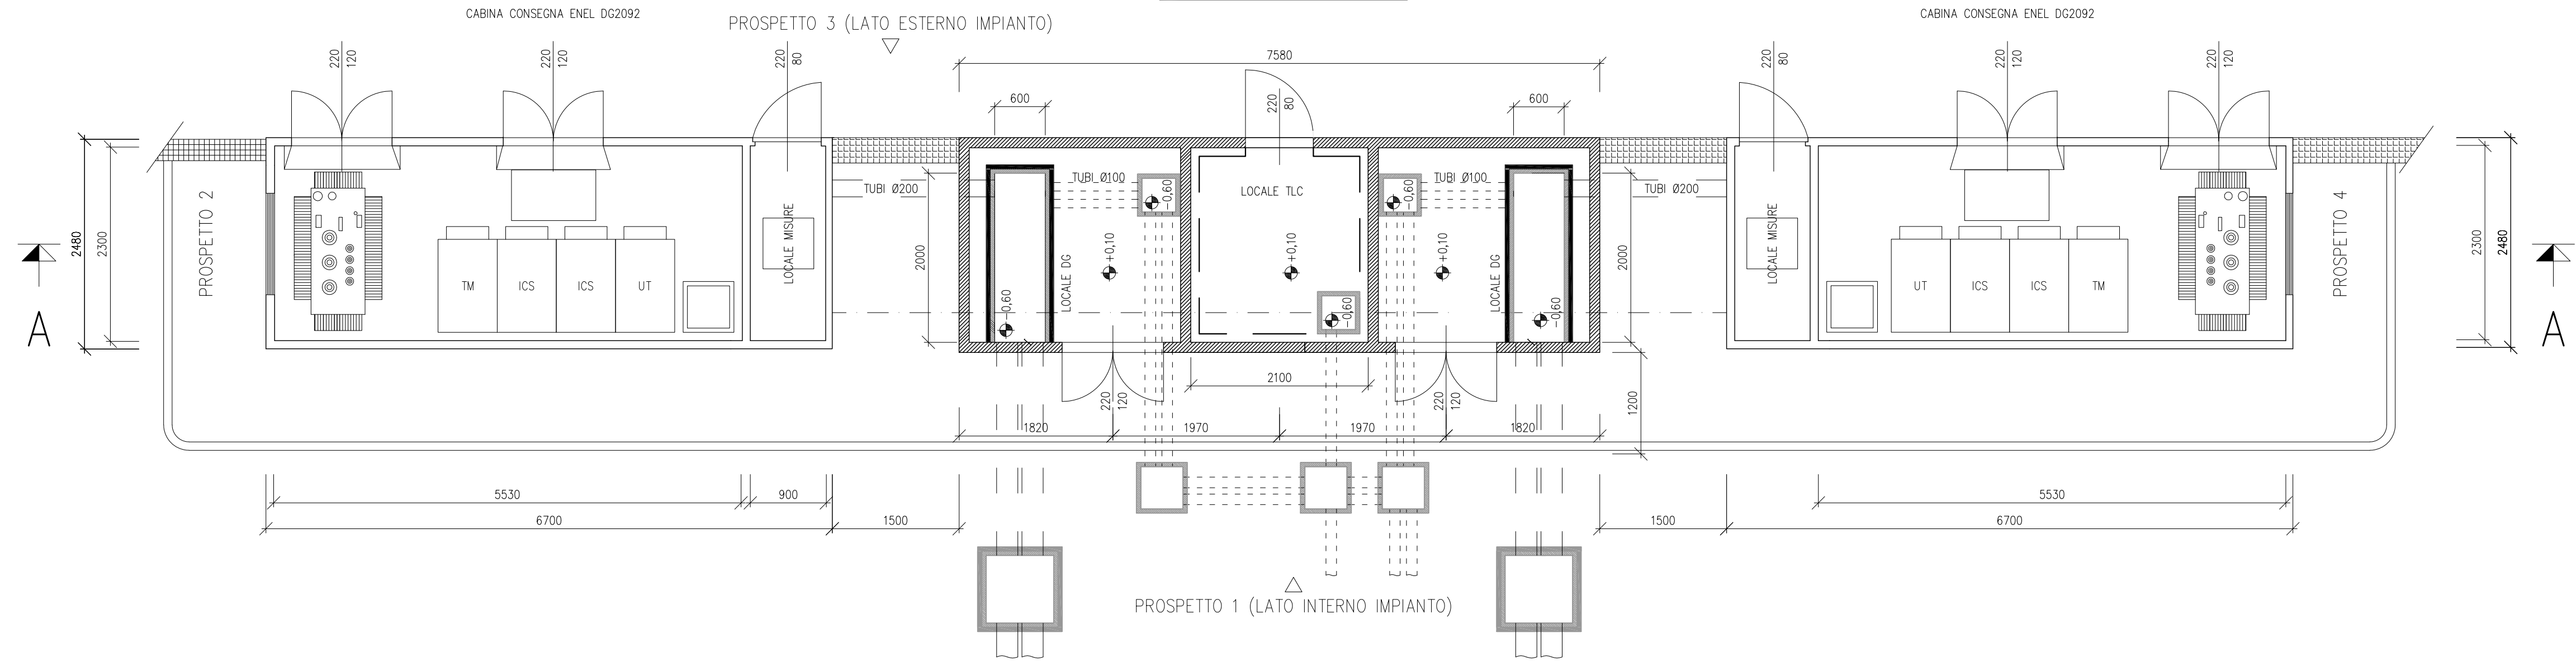 CABINA CONSEGNA ENEL DG2092
PROSPETTO 3 (LATO ESTERNO IMPIANTO)
CABINA CONSEGNA ENEL DG2092
220
120
220
120
220
80
7580
220
80
220
120
220
120
600
220
80
600
TUBI Ø200
TUBI Ø100
-0,60
LOCALE TLC
-0,60
TUBI Ø100
TUBI Ø200
PROSPETTO 2
2480
2300
LOCALE MISURE
2000
LOCALE DG
+0,10
+0,10
+0,10
LOCALE DG
2000
LOCALE MISURE
PROSPETTO 4
2300
2480
TM
ICS
ICS
UT
UT
ICS
ICS
TM
-0,60
-0,60
-0,60
A
A
2100
220
120
220
120
1200
1820
1970
1970
1820
5530
900
5530
6700
1500
1500
6700
PROSPETTO 1 (LATO INTERNO IMPIANTO)